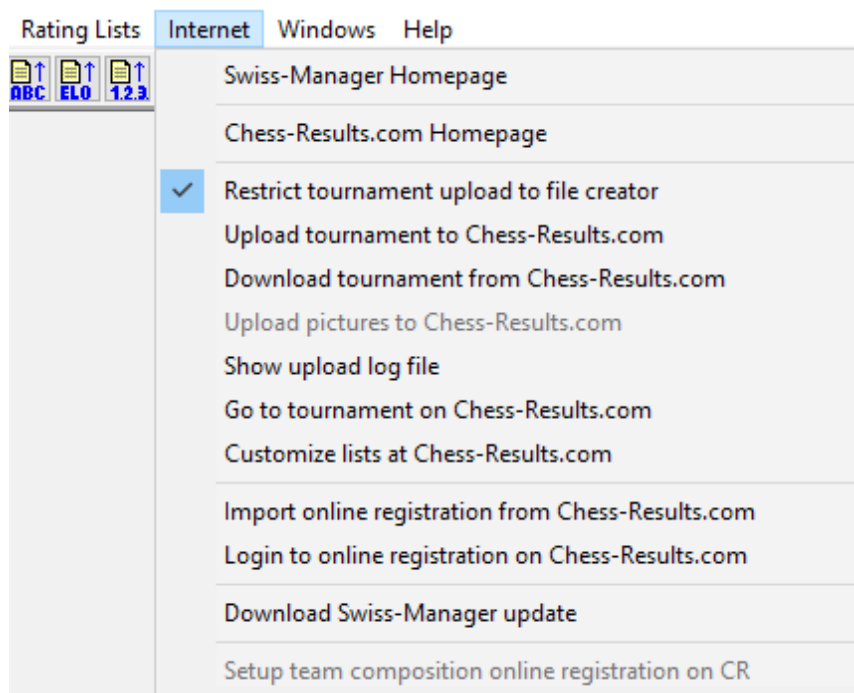 Rating Lists Internet Windows Help
ABC ELO 1.2.3.
Swiss-Manager Homepage
Chess-Results.com Homepage
Restrict tournament upload to file creator
Upload tournament to Chess-Results.com
Download tournament from Chess-Results.com
Upload pictures to Chess-Results.com
Show upload log file
Go to tournament on Chess-Results.com
Customize lists at Chess-Results.com
Import online registration from Chess-Results.com
Login to online registration on Chess-Results.com
Download Swiss-Manager update
Setup team composition online registration on CR